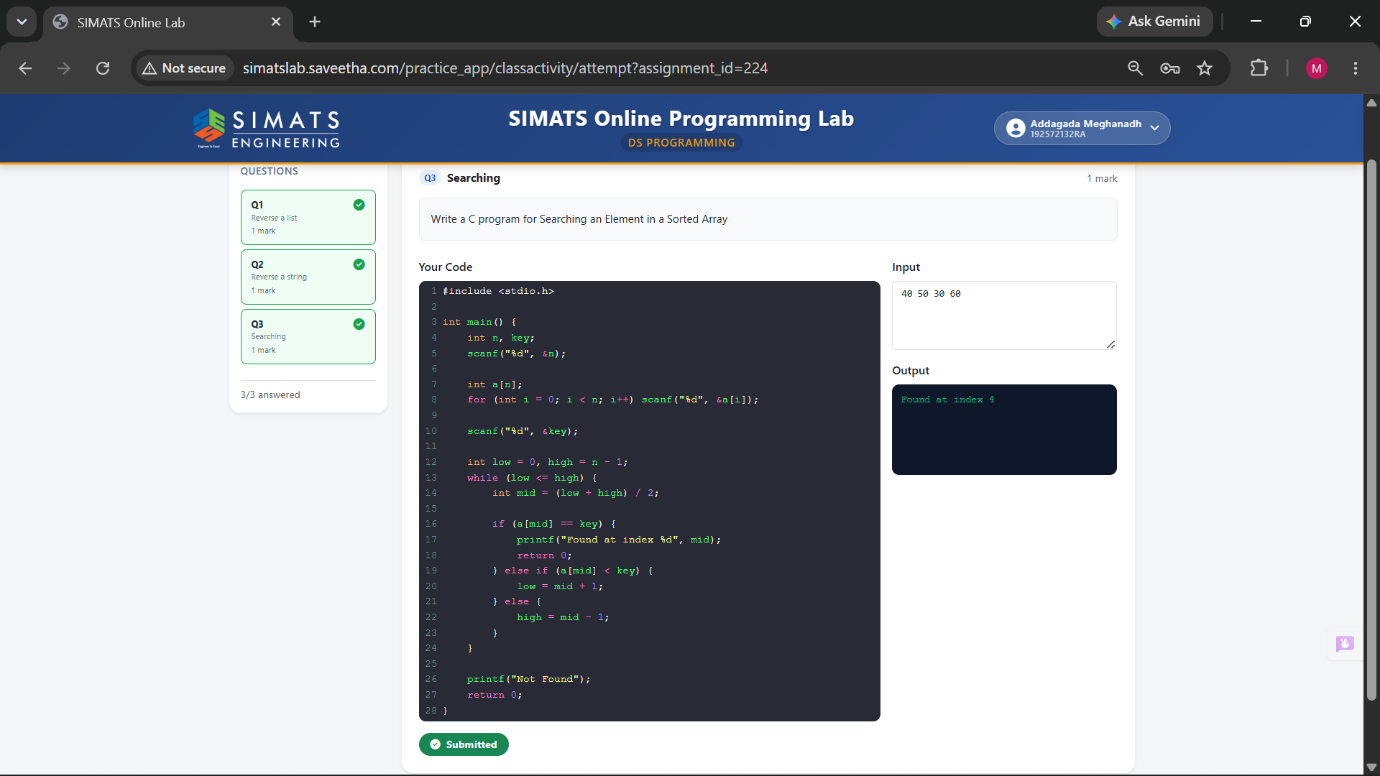 SIMATS Online Lab
Ask Gemini
Not secure
simatslab.saveetha.com/practice_app/classactivity/attempt?assignment_id=224
M
SIMATS
ENGINEERING
SIMATS Online Programming Lab
DS PROGRAMMING
Addagada Meghanadh
192572132RA
QUESTIONS
Q1
Reverse a list
1 mark
Q2
Reverse a string
1 mark
Q3
Searching
1 mark
3/3 answered
Q3 Searching
1 mark
Write a C program for Searching an Element in a Sorted Array
Your Code
1 #include <stdio.h>
2
3 int main() {
4     int n, key;
5     scanf("%d", &n);
6
7     int a[n];
8     for (int i = 0; i < n; i++) scanf("%d", &a[i]);
9
10     scanf("%d", &key);
11
12     int low = 0, high = n - 1;
13     while (low <= high) {
14         int mid = (low + high) / 2;
15
16         if (a[mid] == key) {
17             printf("Found at index %d", mid);
18             return 0;
19         } else if (a[mid] < key) {
20             low = mid + 1;
21         } else {
22             high = mid - 1;
23         }
24     }
25
26     printf("Not Found");
27     return 0;
28 }
Submitted
Input
40 50 30 60
Output
Found at index 4